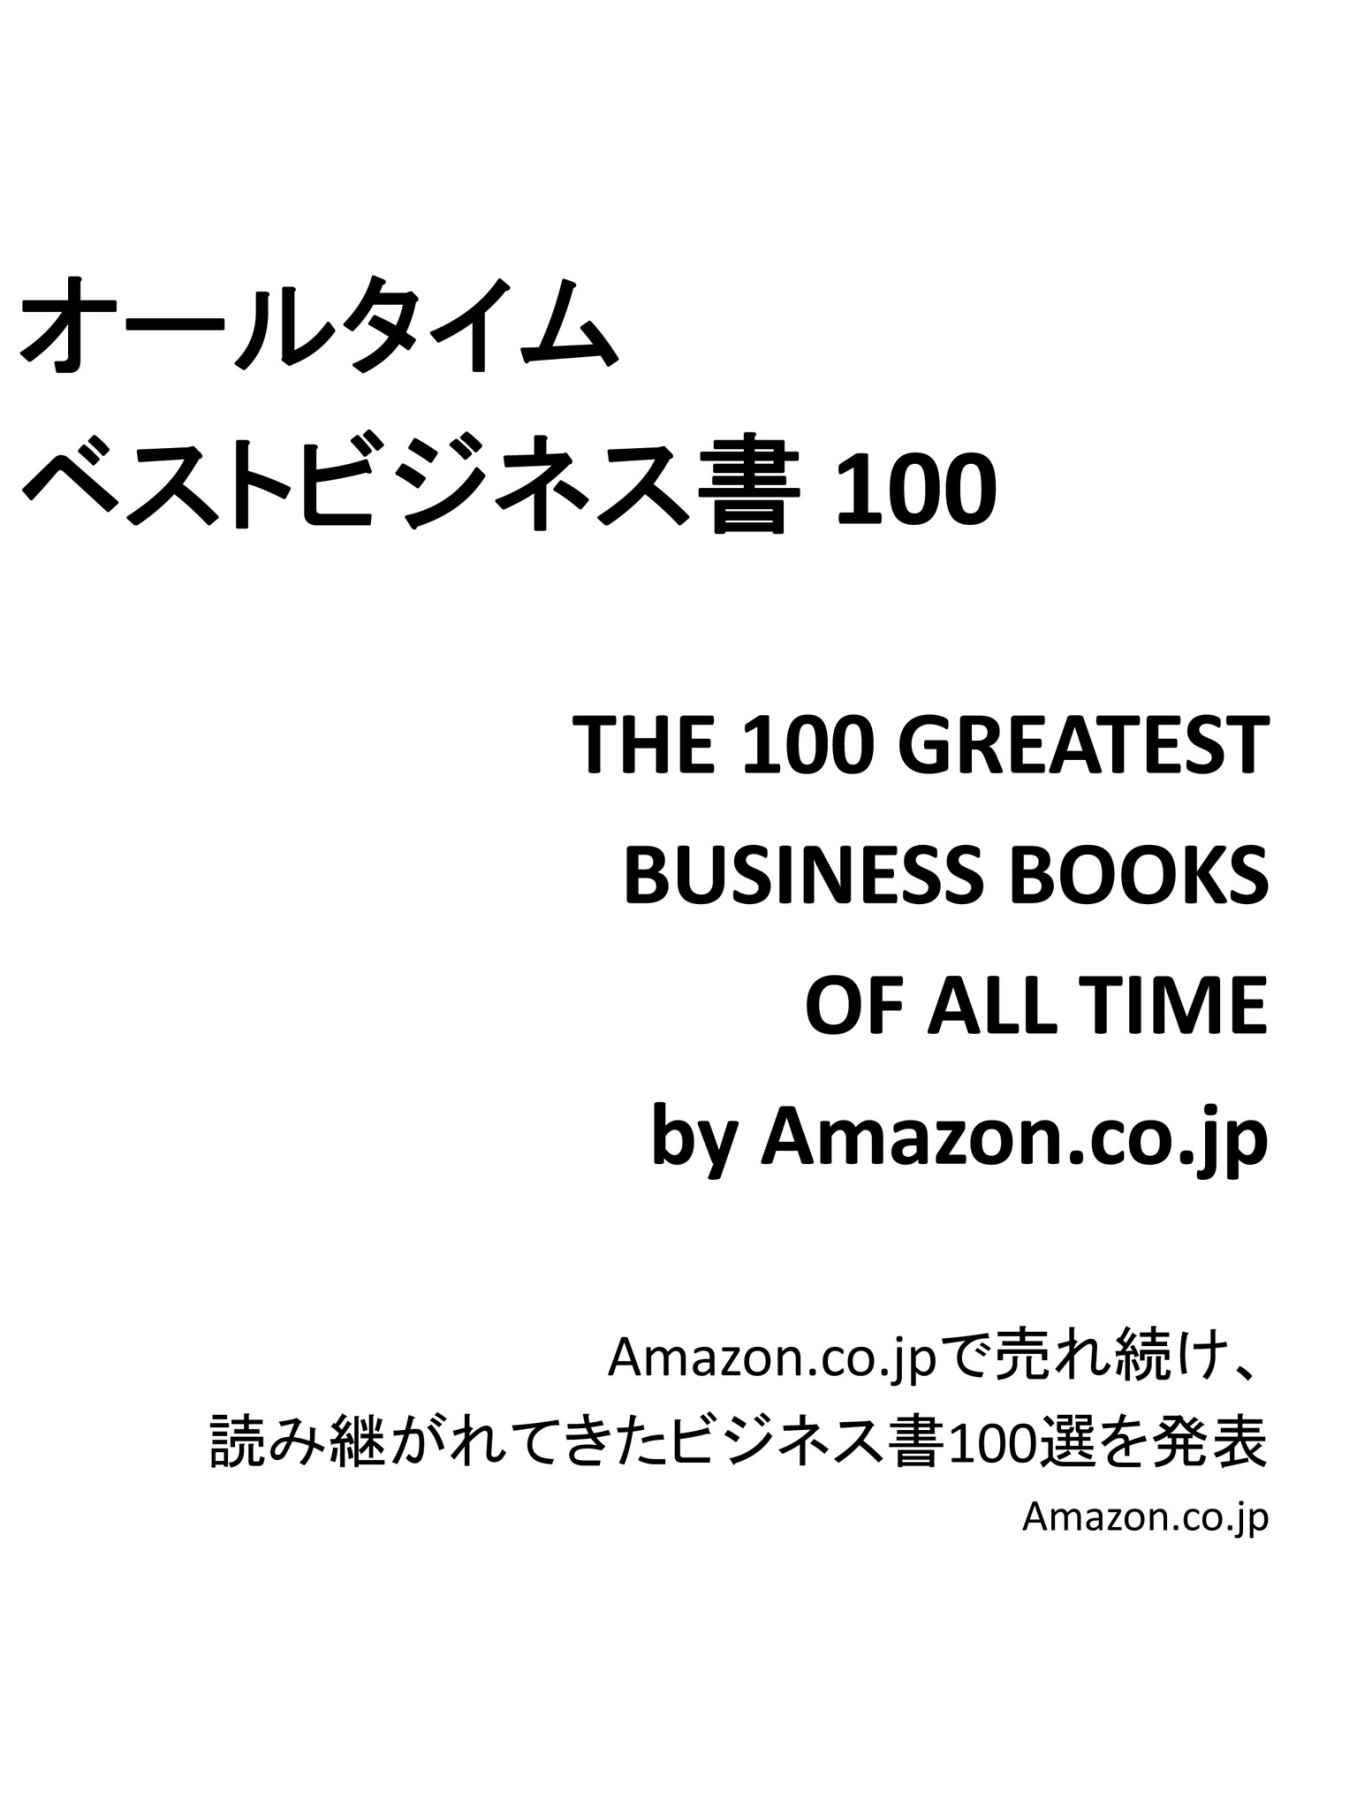 オールタイム
ベストビジネス書 100
THE 100 GREATEST
BUSINESS BOOKS
OF ALL TIME
by Amazon.co.jp
Amazon.co.jpで売れ続け、
読み継がれてきたビジネス書100選を発表
Amazon.co.jp